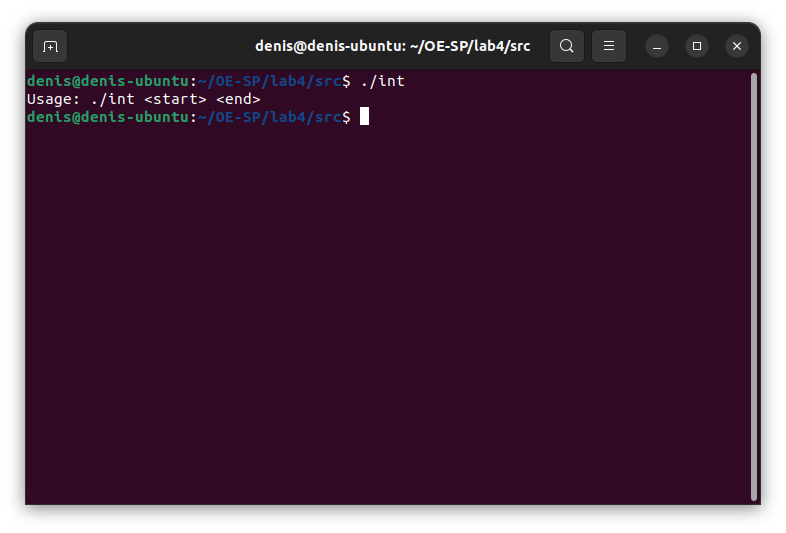 denis@denis-ubuntu: ~/OE-SP/lab4/src
denis@denis-ubuntu:~/OE-SP/lab4/src$ ./int
Usage: ./int <start> <end>
denis@denis-ubuntu:~/OE-SP/lab4/src$